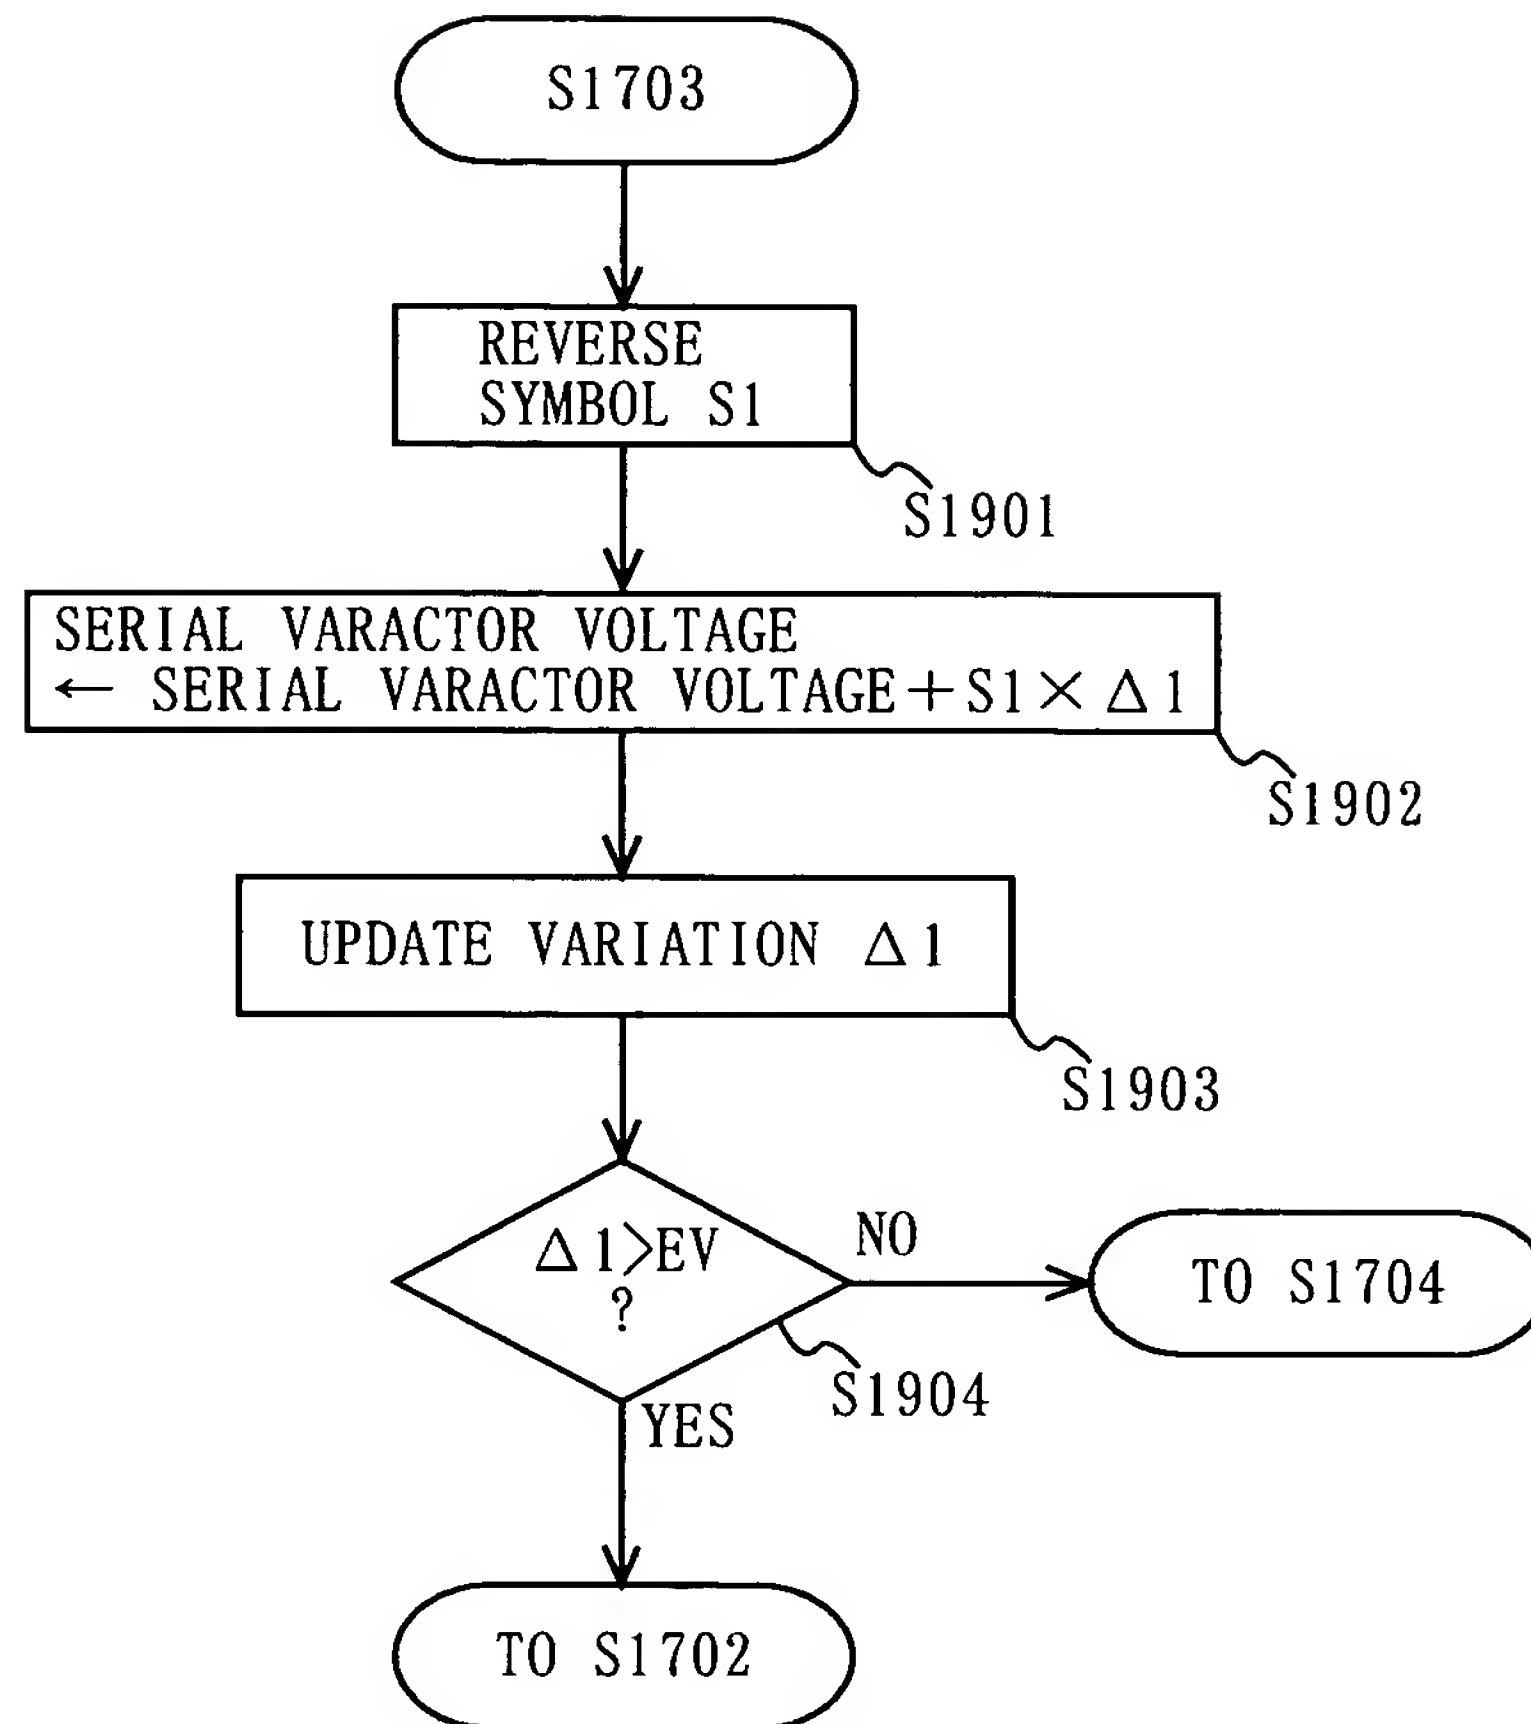 S1703
REVERSE
SYMBOL S1
S1901
SERIAL VARACTOR VOLTAGE
← SERIAL VARACTOR VOLTAGE+S1×Δ1
S1902
UPDATE VARIATION Δ1
S1903
Δ1>EV
?
NO
TO S1704
S1904
YES
TO S1702